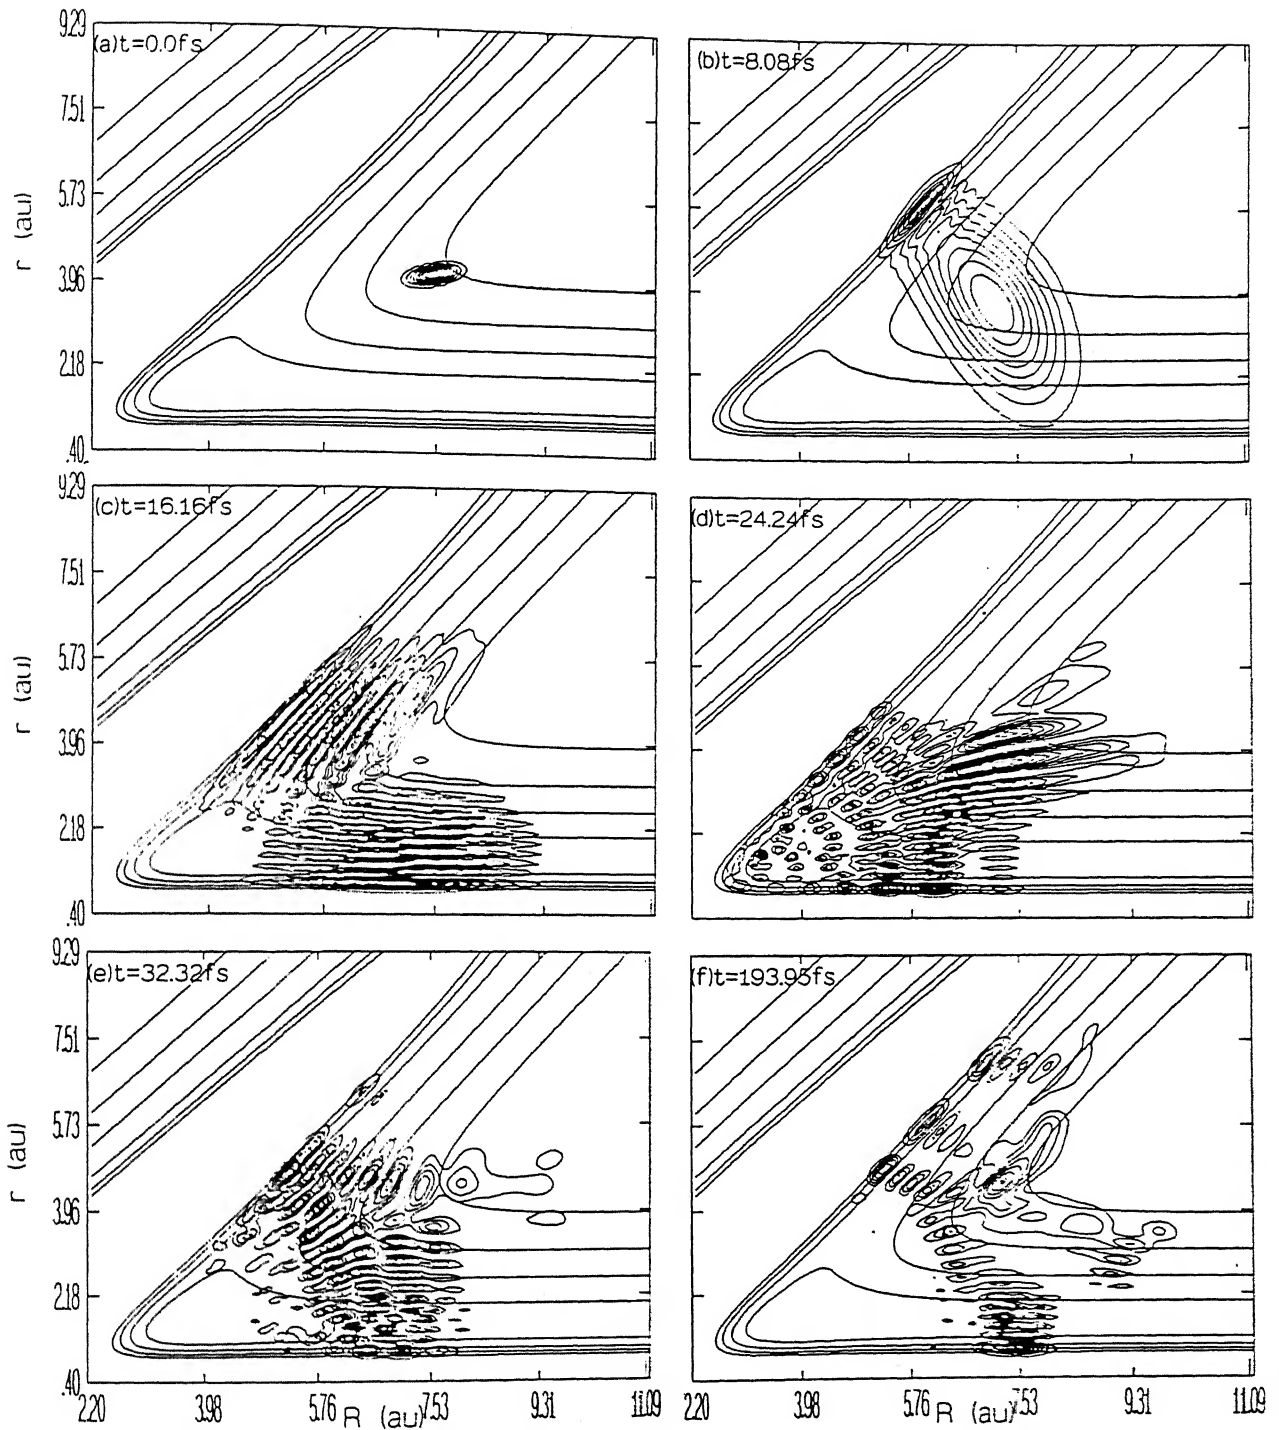 9.29
(a)t=0.0fs
(b)t=8.08fs
7.51
5.73
r (au)
3.96
2.18
.40
9.29
(c)t=16.16fs
(d)t=24.24fs
7.51
5.73
r (au)
3.96
2.18
.40
9.29
(e)t=32.32fs
(f)t=193.95fs
7.51
5.73
r (au)
3.96
2.18
.40
2.20 3.98 5.76 R (au) 7.53 9.31 11.09
2.20 3.98 5.76 R (au) 7.53 9.31 11.09